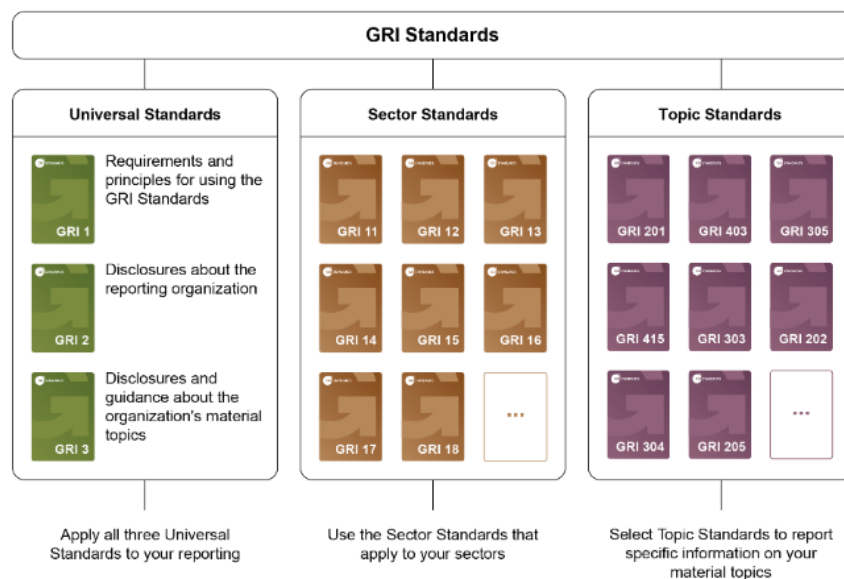 GRI Standards
Universal Standards
Requirements and
principles for using the
GRI Standards
GRI 1
Disclosures about the
reporting organization
GRI 2
Disclosures and
guidance about the
organization's material
topics
GRI 3
Apply all three Universal
Standards to your reporting
Sector Standards
GRI 11
GRI 12
GRI 13
GRI 14
GRI 15
GRI 16
GRI 17
GRI 18
...
Use the Sector Standards that
apply to your sectors
Topic Standards
GRI 201
GRI 403
GRI 305
GRI 415
GRI 303
GRI 202
GRI 304
GRI 205
...
Select Topic Standards to report
specific information on your
material topics